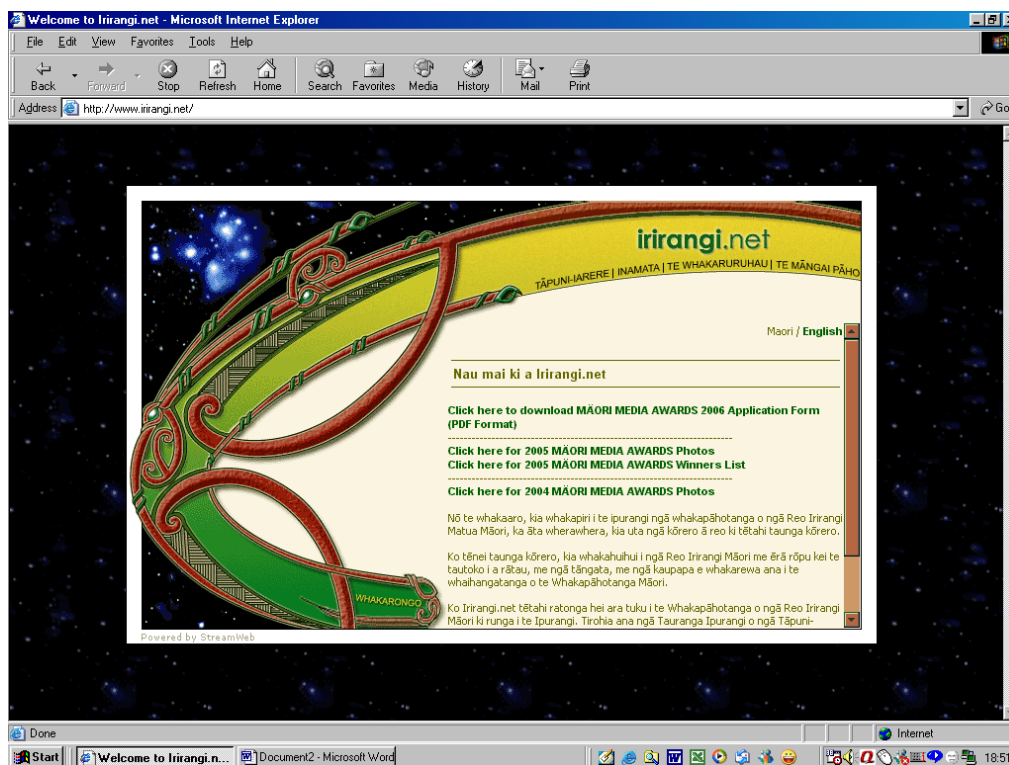 Welcome to Irirangi.net - Microsoft Internet Explorer
File Edit View Favorites Tools Help
Back Forward Stop Refresh Home Search Favorites Media History Mail Print
Address http://www.irirangi.net/ Go
irirangi.net
TĀPUNI-IARERE | INAMATA | TE WHAKARURUHAU | TE MĀNGAI PĀHO
Maori / English
Nau mai ki a Irirangi.net
Click here to download MÄORI MEDIA AWARDS 2006 Application Form
(PDF Format)
Click here for 2005 MÄORI MEDIA AWARDS Photos
Click here for 2005 MÄORI MEDIA AWARDS Winners List
Click here for 2004 MÄORI MEDIA AWARDS Photos
Nō te whakaaro, kia whakapiri i te ipurangi ngā whakapāhotanga o ngā Reo Irirangi
Matua Māori, ka āta wherawhera, kia uta ngā kōrero ā reo ki tētahi taunga kōrero.
Ko tēnei taunga kōrero, kia whakahuihui i ngā Reo Irirangi Māori me ērā rōpu kei te
tautoko i a rātau, me ngā tāngata, me ngā kaupapa e whakarewa ana i te
whaihangatanga o te Whakapāhotanga Māori.
Ko Irirangi.net tētahi ratonga hei ara tuku i te Whakapāhotanga o ngā Reo Irirangi
Māori ki runga i te Ipurangi. Tirohia ana ngā Tauranga Ipurangi o ngā Tāpuni-
WHAKARONGO
Powered by StreamWeb
Done Internet
Start Welcome to Irirangi.n... Document2 - Microsoft Word 18:51